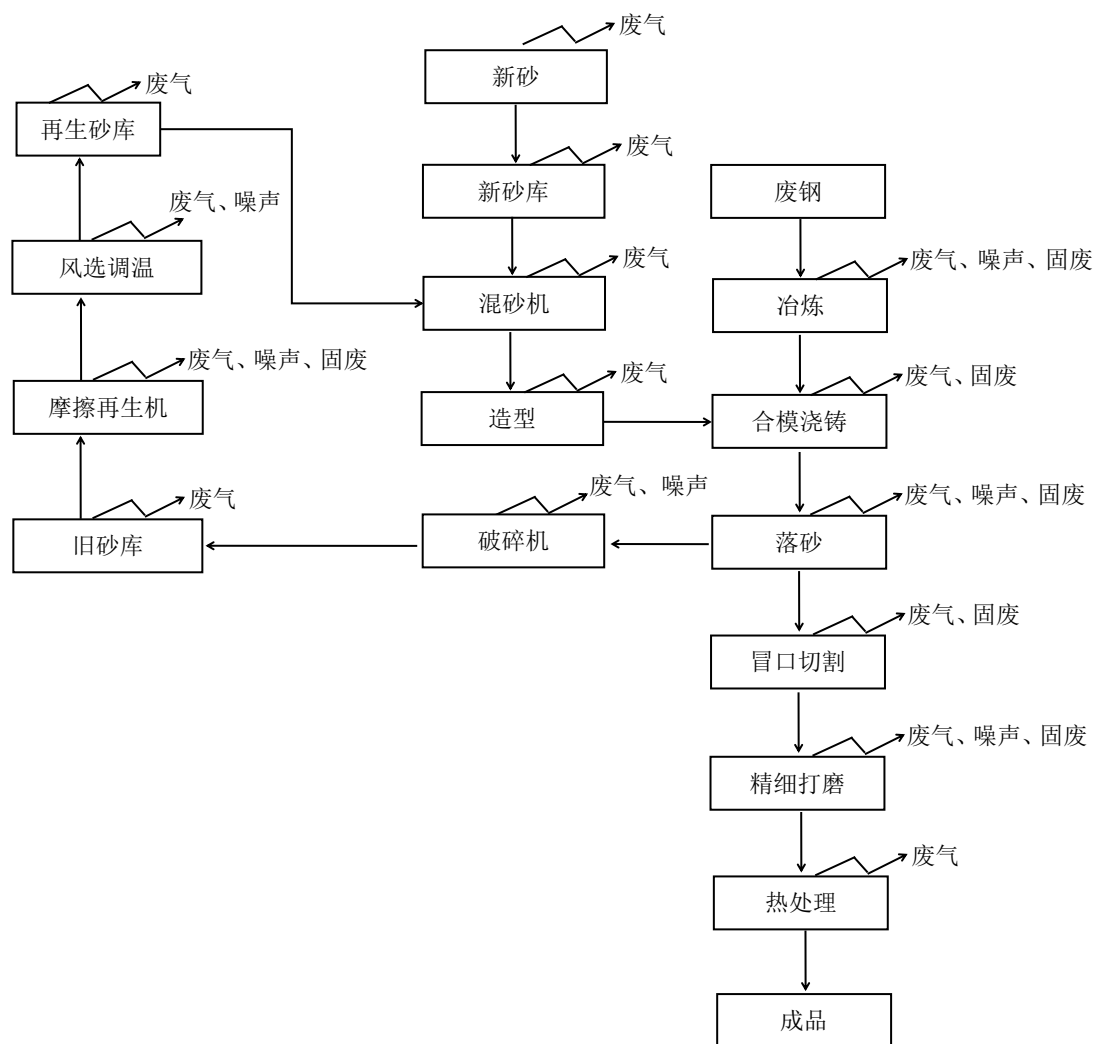 废气
新砂
废气
再生砂库
废气
新砂库
废钢
废气、噪声
风选调温
废气
混砂机
废气、噪声、固废
冶炼
废气、噪声、固废
摩擦再生机
废气
造型
废气、固废
合模浇铸
废气
旧砂库
废气、噪声
破碎机
废气、噪声、固废
落砂
废气、固废
冒口切割
废气、噪声、固废
精细打磨
废气
热处理
成品